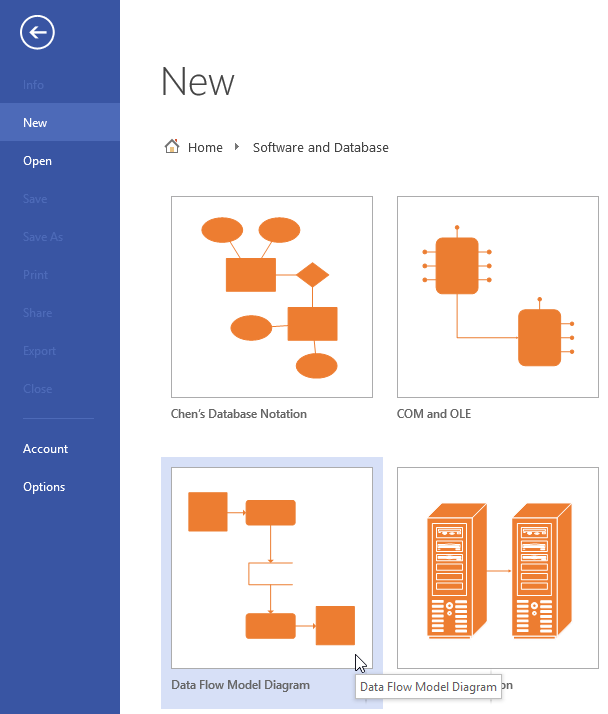 Info
New
Open
Save
Save As
Print
Share
Export
Close
Account
Options
New
Home Software and Database
Chen's Database Notation
COM and OLE
Data Flow Model Diagram
Data Flow Model Diagram